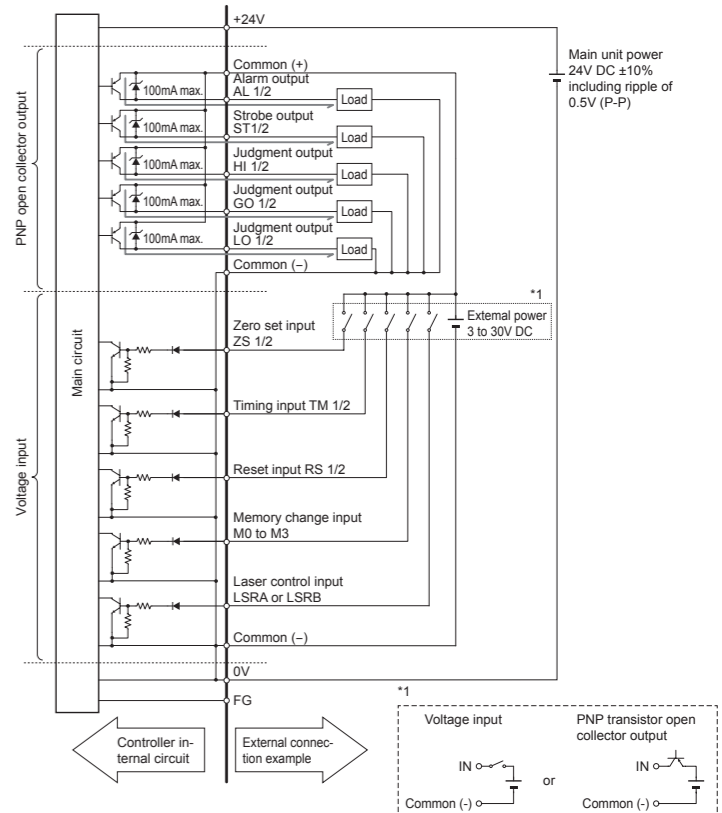 +24V
Main unit power
24V DC ±10%
including ripple of
0.5V (P-P)
PNP open collector output
Common (+)
Alarm output
AL 1/2
100mA max.
Load
Strobe output
ST1/2
100mA max.
Load
Judgment output
HI 1/2
100mA max.
Load
Judgment output
GO 1/2
100mA max.
Load
Judgment output
LO 1/2
100mA max.
Load
Common (−)
*1
External power
3 to 30V DC
Main circuit
Voltage input
Zero set input
ZS 1/2
Timing input TM 1/2
Reset input RS 1/2
Memory change input
M0 to M3
Laser control input
LSRA or LSRB
Common (−)
0V
FG
Controller in-
ternal circuit
External connec-
tion example
*1
Voltage input
PNP transistor open
collector output
IN
or
IN
Common (-)
Common (-)